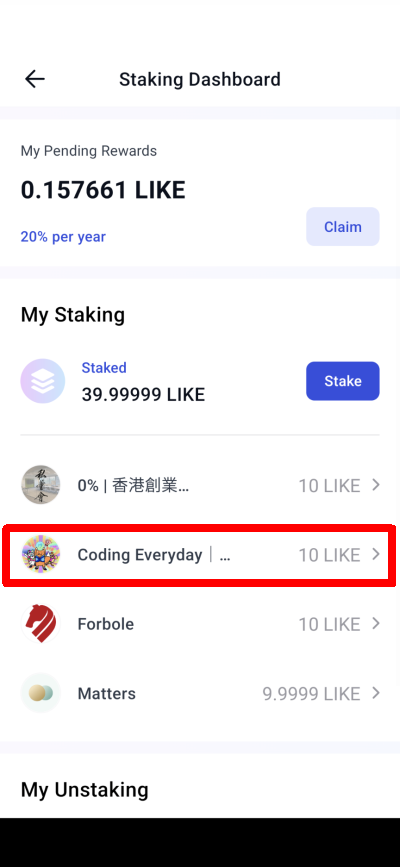 Staking Dashboard
My Pending Rewards
0.157661 LIKE
20% per year
Claim
My Staking
Staked
39.99999 LIKE
Stake
0% | 香港創業...
10 LIKE
Coding Everyday｜...
10 LIKE
Forbole
10 LIKE
Matters
9.9999 LIKE
My Unstaking